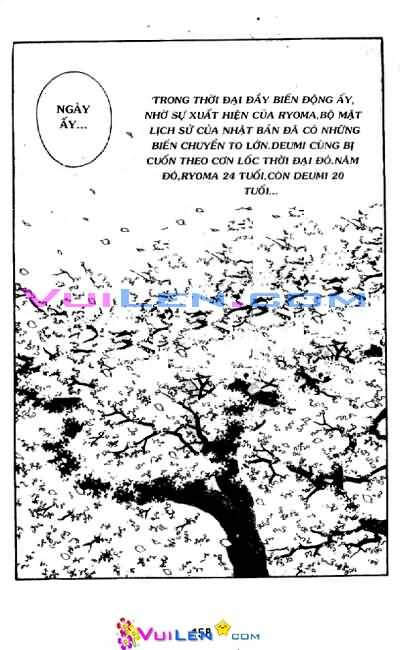 NGÀY
ẤY...
'TRONG THỜI ĐẠI ĐẦY BIẾN ĐỘNG ẤY,
NHỜ SỰ XUẤT HIỆN CỦA RYOMA,BỘ MẶT
LỊCH SỬ CỦA NHẬT BẢN ĐÃ CÓ NHỮNG
BIẾN CHUYỂN TO LỚN.DEUMI CŨNG BỊ
CUỐN THEO CƠN LỐC THỜI ĐẠI ĐÓ.NĂM
ĐÓ,RYOMA 24 TUỔI,CÒN DEUMI 20
TUỔI...
VUILEN.COM
158
VUILEN.COM